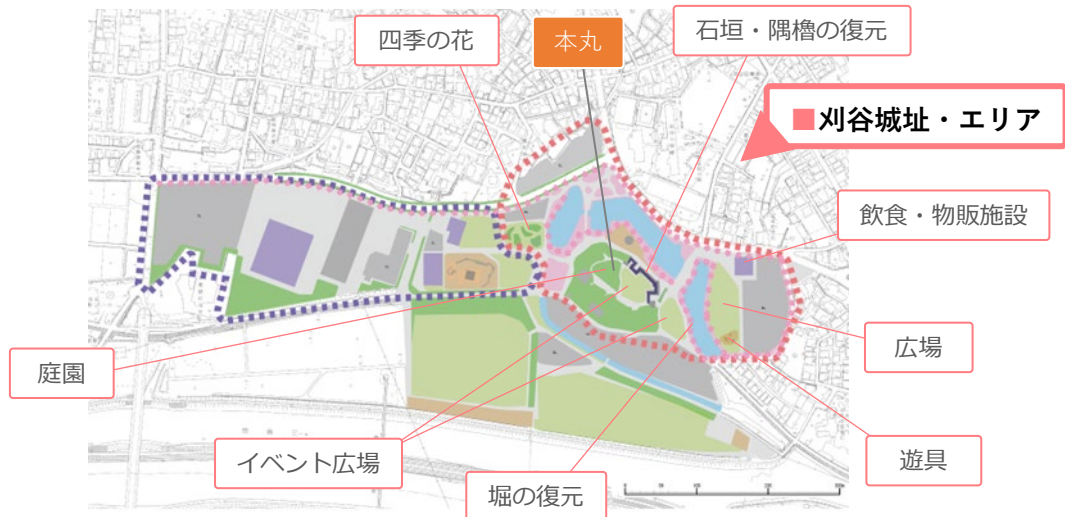 四季の花
本丸
石垣・隅櫓の復元
■刈谷城址・エリア
飲食・物販施設
広場
庭園
遊具
イベント広場
堀の復元